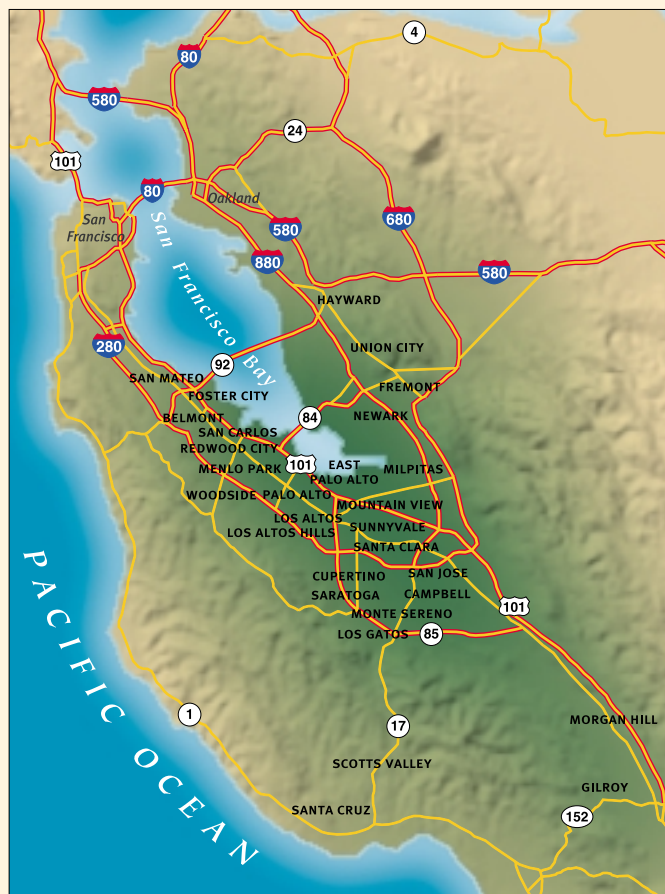 4
80
580
24
101
80
Oakland
San
Francisco
680
580
880
580
San Francisco Bay
HAYWARD
280
UNION CITY
92
SAN MATEO
FREMONT
FOSTER CITY
84
NEWARK
BELMONT
SAN CARLOS
REDWOOD CITY
101
EAST
PALO ALTO
MENLO PARK
MILPITAS
WOODSIDE
PALO ALTO
MOUNTAIN VIEW
LOS ALTOS
SUNNYVALE
LOS ALTOS HILLS
SANTA CLARA
CUPERTINO
SAN JOSE
SARATOGA
CAMPBELL
101
MONTE SERENO
LOS GATOS
85
PACIFIC OCEAN
1
17
MORGAN HILL
SCOTTS VALLEY
GILROY
SANTA CRUZ
152